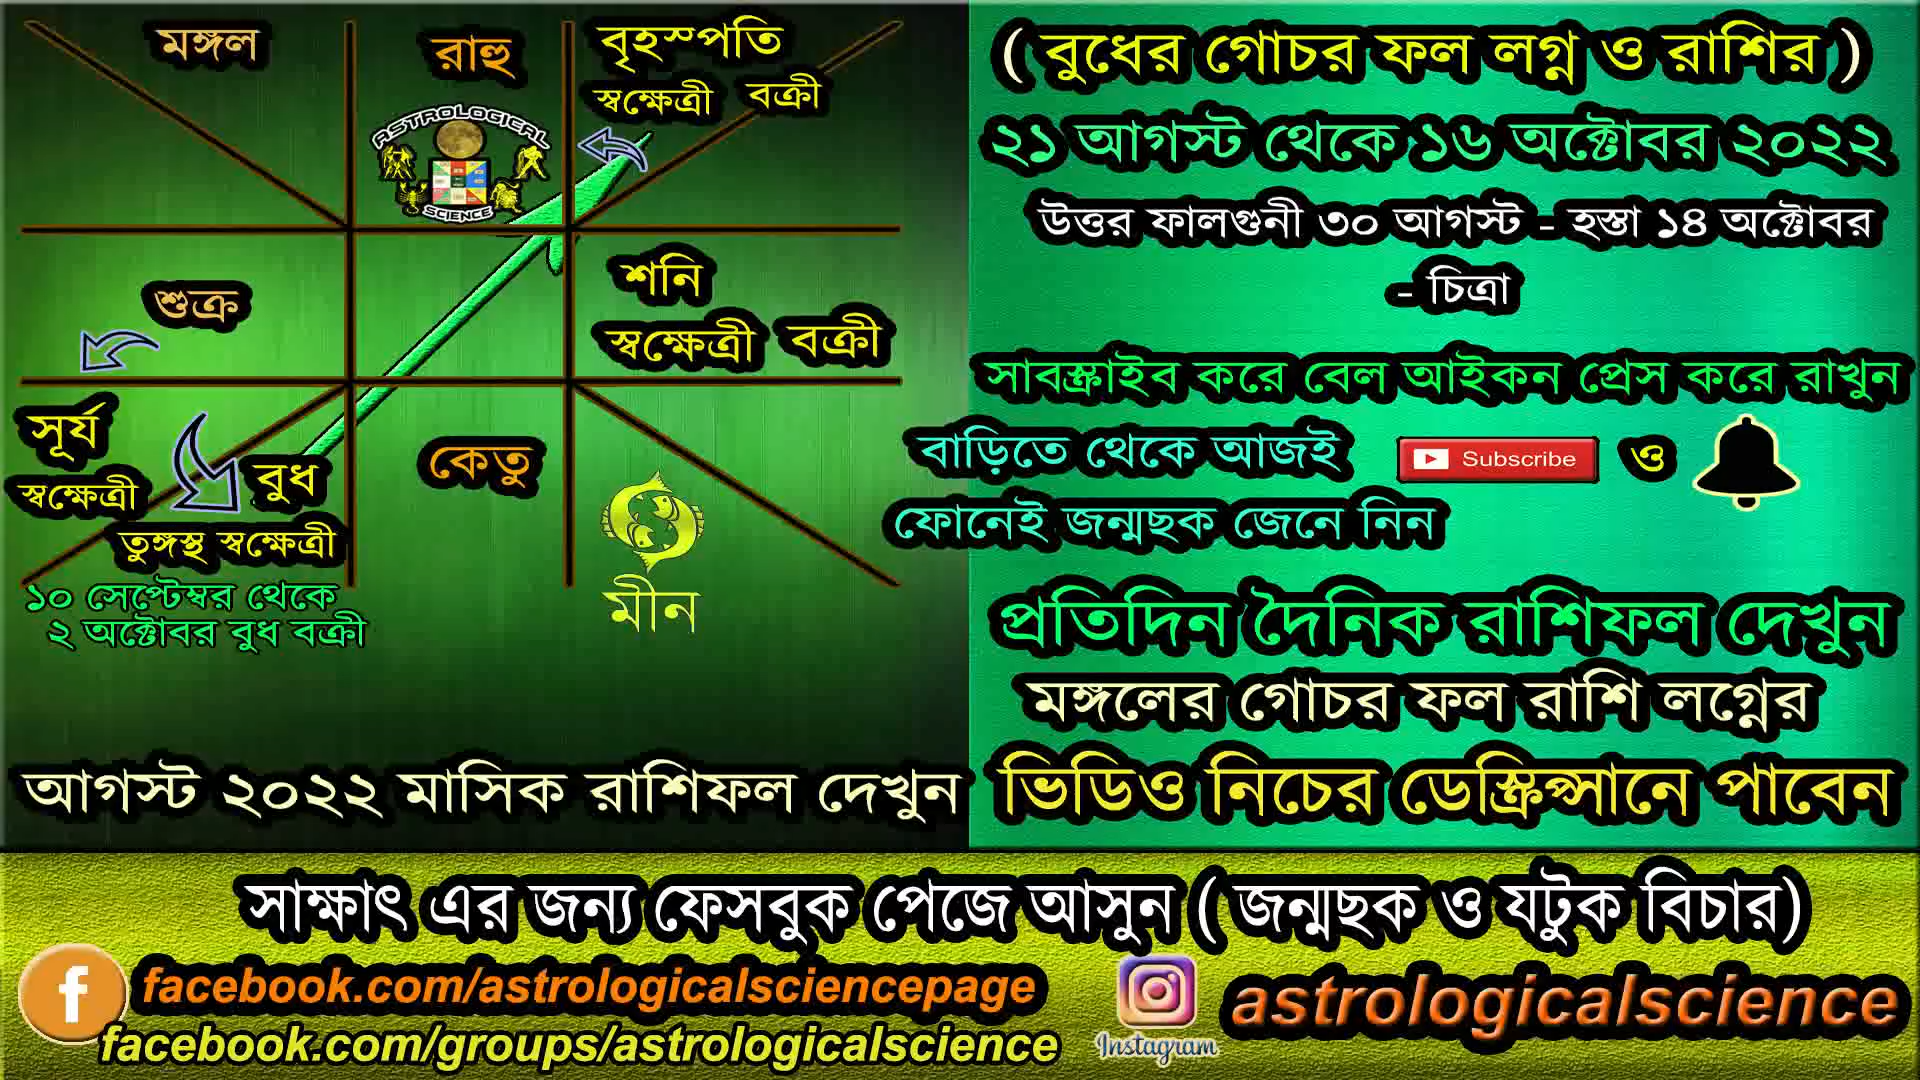 মঙ্গল
রাহু
বৃহস্পতি
স্বক্ষেত্রী বক্রী
ASTROLOGICAL
SCIENCE
শুক্র
শনি
স্বক্ষেত্রী বক্রী
সূর্য
স্বক্ষেত্রী
বুধ
তুঙ্গস্থ স্বক্ষেত্রী
কেতু
মীন
১০ সেপ্টেম্বর থেকে
২ অক্টোবর বুধ বক্রী
আগস্ট ২০২২ মাসিক রাশিফল দেখুন
( বুধের গোচর ফল লগ্ন ও রাশির )
২১ আগস্ট থেকে ১৬ অক্টোবর ২০২২
উত্তর ফালগুনী ৩০ আগস্ট - হস্তা ১৪ অক্টোবর
- চিত্রা
সাবস্ক্রাইব করে বেল আইকন প্রেস করে রাখুন
বাড়িতে থেকে আজই Subscribe ও
ফোনেই জন্মছক জেনে নিন
প্রতিদিন দৈনিক রাশিফল দেখুন
মঙ্গলের গোচর ফল রাশি লগ্নের
ভিডিও নিচের ডেস্ক্রিপ্সানে পাবেন
সাক্ষাৎ এর জন্য ফেসবুক পেজে আসুন ( জন্মছক ও যটুক বিচার)
facebook.com/astrologicalsciencepage
facebook.com/groups/astrologicalscience
Instagram
astrologicalscience